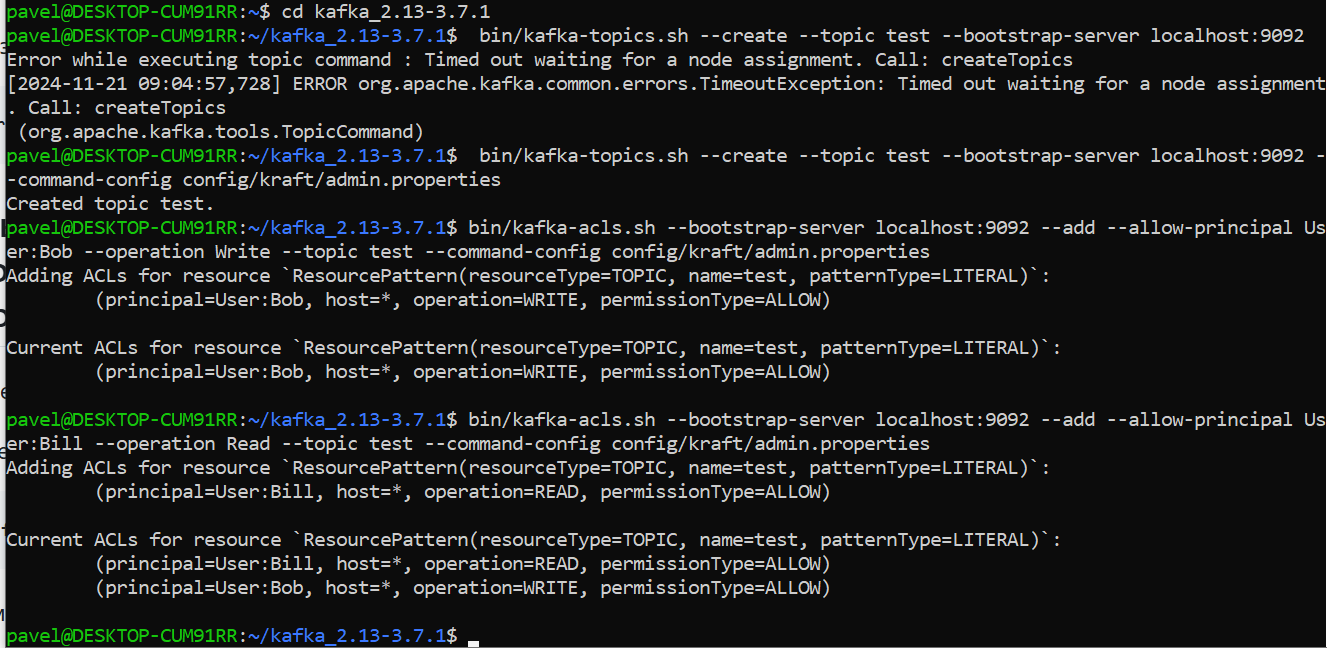 pavel@DESKTOP-CUM91RR:~$ cd kafka_2.13-3.7.1
pavel@DESKTOP-CUM91RR:~/kafka_2.13-3.7.1$  bin/kafka-topics.sh --create --topic test --bootstrap-server localhost:9092
Error while executing topic command : Timed out waiting for a node assignment. Call: createTopics
[2024-11-21 09:04:57,728] ERROR org.apache.kafka.common.errors.TimeoutException: Timed out waiting for a node assignment
. Call: createTopics
 (org.apache.kafka.tools.TopicCommand)
pavel@DESKTOP-CUM91RR:~/kafka_2.13-3.7.1$  bin/kafka-topics.sh --create --topic test --bootstrap-server localhost:9092 -
-command-config config/kraft/admin.properties
Created topic test.
pavel@DESKTOP-CUM91RR:~/kafka_2.13-3.7.1$ bin/kafka-acls.sh --bootstrap-server localhost:9092 --add --allow-principal Us
er:Bob --operation Write --topic test --command-config config/kraft/admin.properties
Adding ACLs for resource `ResourcePattern(resourceType=TOPIC, name=test, patternType=LITERAL)`:
        (principal=User:Bob, host=*, operation=WRITE, permissionType=ALLOW)

Current ACLs for resource `ResourcePattern(resourceType=TOPIC, name=test, patternType=LITERAL)`:
        (principal=User:Bob, host=*, operation=WRITE, permissionType=ALLOW)

pavel@DESKTOP-CUM91RR:~/kafka_2.13-3.7.1$ bin/kafka-acls.sh --bootstrap-server localhost:9092 --add --allow-principal Us
er:Bill --operation Read --topic test --command-config config/kraft/admin.properties
Adding ACLs for resource `ResourcePattern(resourceType=TOPIC, name=test, patternType=LITERAL)`:
        (principal=User:Bill, host=*, operation=READ, permissionType=ALLOW)

Current ACLs for resource `ResourcePattern(resourceType=TOPIC, name=test, patternType=LITERAL)`:
        (principal=User:Bill, host=*, operation=READ, permissionType=ALLOW)
        (principal=User:Bob, host=*, operation=WRITE, permissionType=ALLOW)

pavel@DESKTOP-CUM91RR:~/kafka_2.13-3.7.1$